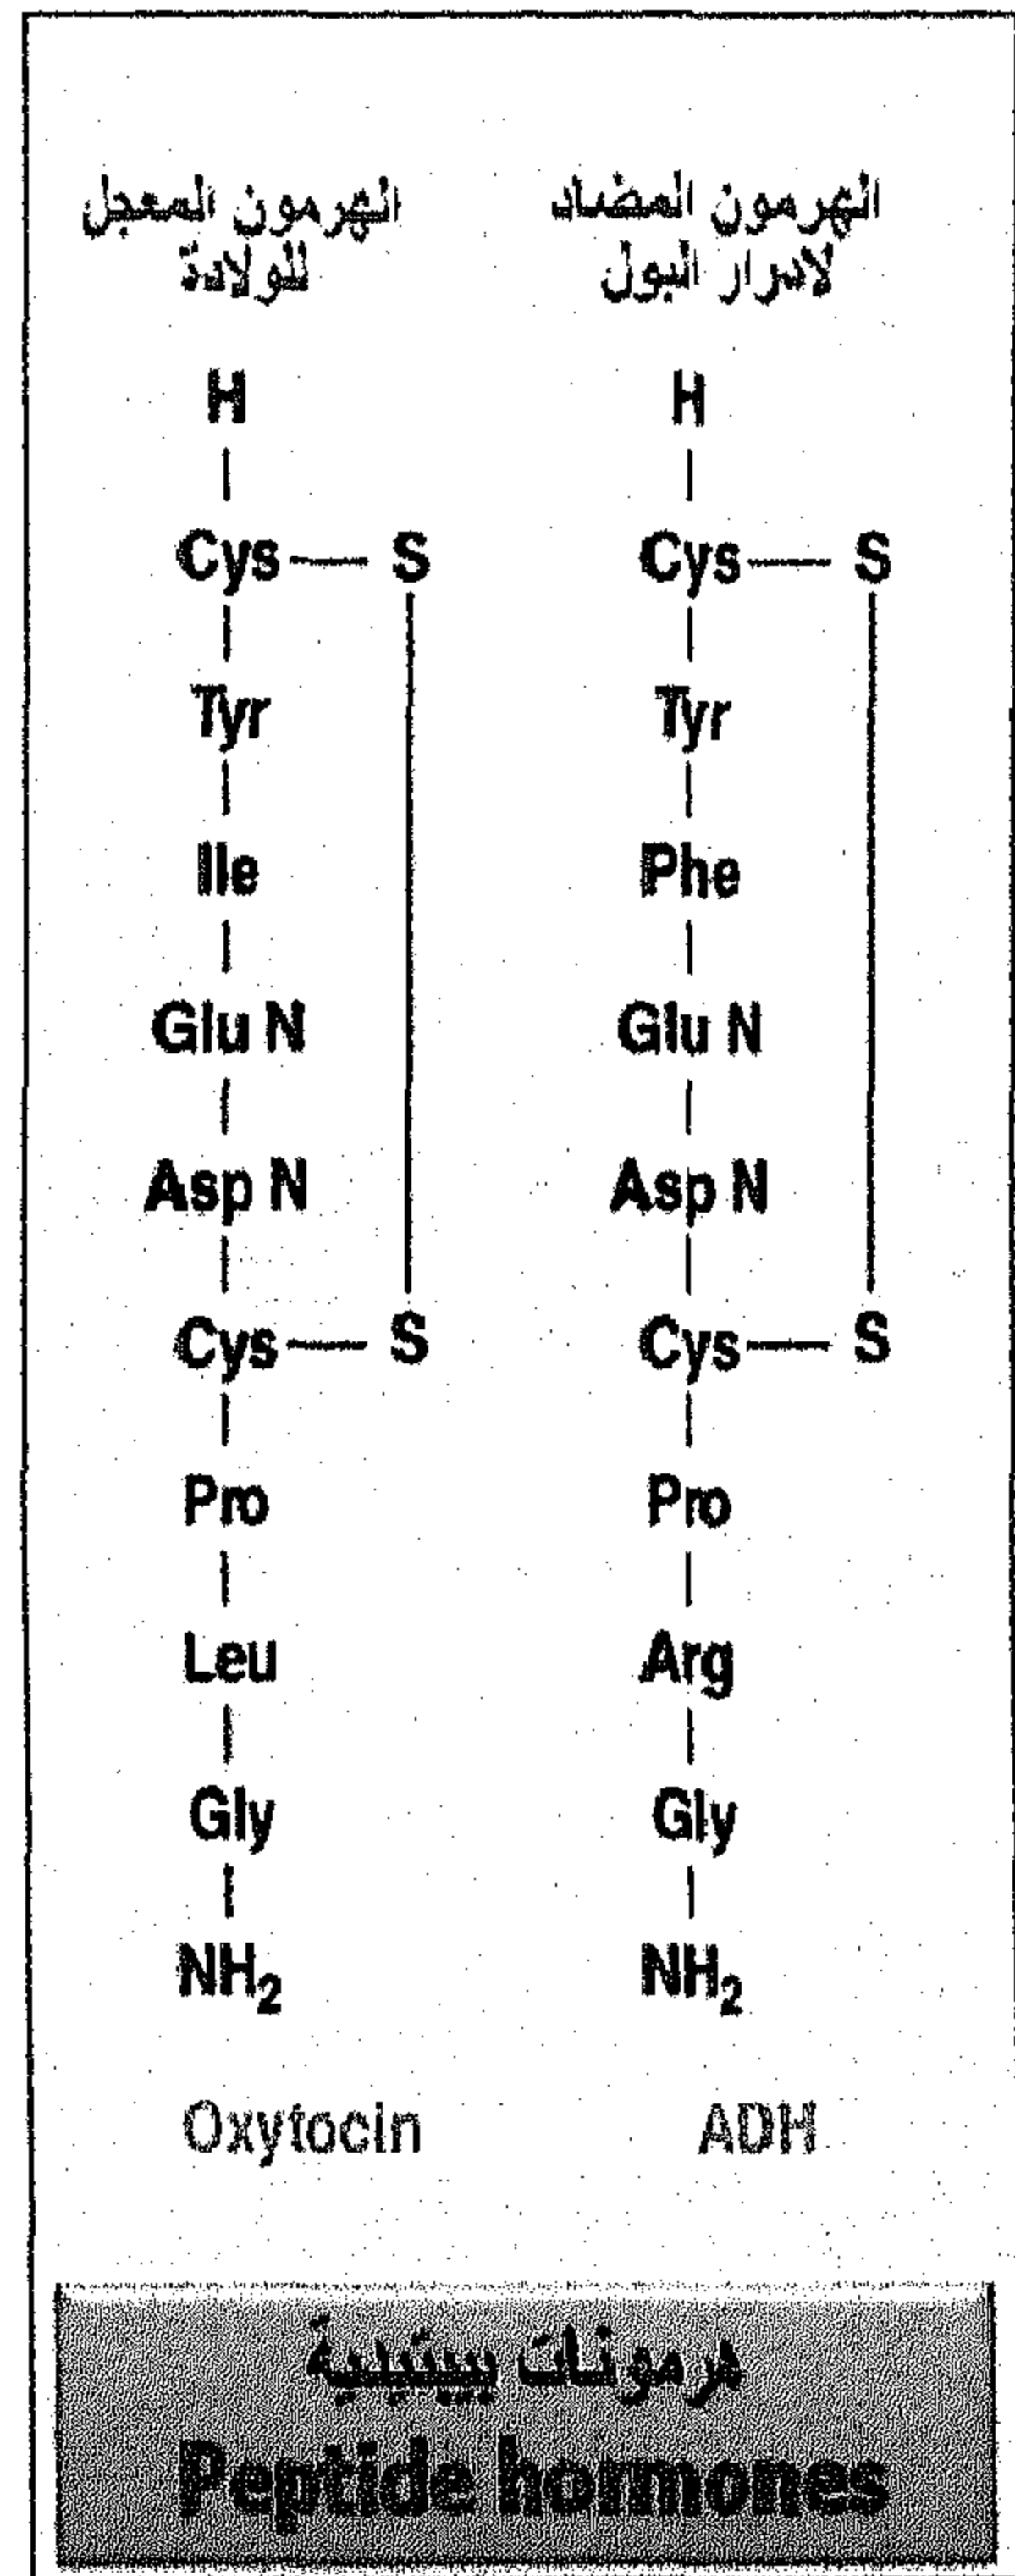 الهرمون المعجل
للولادة
H
Cys — S
Tyr
Ile
Glu N
Asp N
Cys — S
Pro
Leu
Gly
NH₂
Oxytocin
الهرمون المضاد
لادرار البول
H
Cys — S
Tyr
Phe
Glu N
Asp N
Cys — S
Pro
Arg
Gly
NH₂
ADH
هرمونات ببيتيدية
Peptide hormones